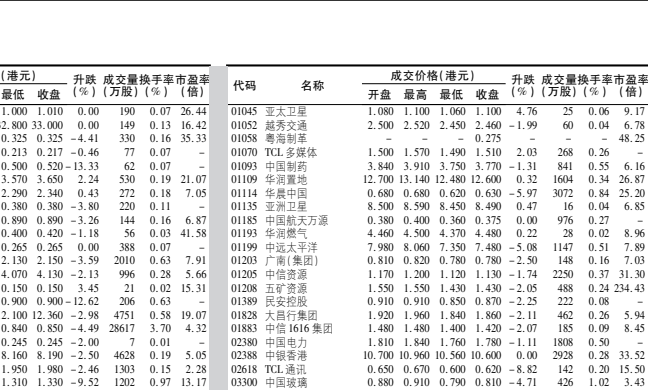 (港元) 升跌 成交量 换手率 市盈率
最低 收盘 (%) (万股) (%) (倍)
1.000 1.010 0.00 190 0.07 26.44
32.800 33.000 0.00 149 0.13 16.42
0.325 0.325 -4.41 330 0.16 35.33
0.213 0.217 -0.46 77 0.07 -
0.500 0.520 -13.33 62 0.07 -
3.570 3.650 2.24 530 0.19 21.07
2.290 2.340 0.43 272 0.18 7.05
0.380 0.380 -3.80 220 0.11 -
0.890 0.890 -3.26 144 0.16 6.87
0.400 0.420 -1.18 56 0.03 41.58
0.265 0.265 0.00 388 0.07 -
2.130 2.150 -3.59 2010 0.63 7.91
4.070 4.130 -2.13 996 0.28 5.66
0.150 0.150 3.45 21 0.02 15.31
0.900 0.900 -12.62 206 0.63 -
2.100 12.360 -2.98 4751 0.58 19.07
0.840 0.850 -4.49 28617 3.70 4.32
0.245 0.245 -2.00 7 0.01 -
8.160 8.190 -2.50 4628 0.19 5.05
1.950 1.980 -2.46 1303 0.15 2.28
1.310 1.330 -9.52 1202 0.97 13.17
代码 名称 成交价格(港元) 升跌 成交量 换手率 市盈率
开盘 最高 最低 收盘 (%) (万股) (%) (倍)
01045 亚太卫星 1.080 1.100 1.060 1.100 4.76 25 0.06 9.17
01052 越秀交通 2.500 2.520 2.450 2.460 -1.99 60 0.04 6.78
01058 粤海制革 - - - 0.275 - - - 48.25
01070 TCL多媒体 1.500 1.570 1.490 1.510 2.03 268 0.26 -
01093 中国制药 3.840 3.910 3.750 3.770 -1.31 841 0.55 6.16
01109 华润置地 12.700 13.140 12.480 12.600 0.32 1604 0.34 26.87
01114 华晨中国 0.680 0.680 0.620 0.630 -5.97 3072 0.84 25.20
01135 亚洲卫星 8.500 8.590 8.450 8.490 0.47 16 0.04 6.85
01185 中国航天万源 0.380 0.400 0.360 0.375 0.00 976 0.27 -
01193 华润燃气 4.460 4.500 4.370 4.480 0.22 28 0.02 8.96
01199 中远太平洋 7.980 8.060 7.350 7.480 -5.08 1147 0.51 7.89
01203 广南(集团) 0.810 0.820 0.780 0.780 -2.50 148 0.16 7.03
01205 中信资源 1.170 1.200 1.120 1.130 -1.74 2250 0.37 31.30
01208 五矿资源 1.550 1.550 1.430 1.430 -2.05 488 0.24 234.43
01389 民安控股 0.910 0.910 0.850 0.870 -2.25 222 0.08 -
01828 大昌行集团 1.920 1.960 1.840 1.860 -2.11 462 0.26 5.94
01883 中信1616集团 1.480 1.480 1.400 1.420 -2.07 185 0.09 8.45
02380 中国电力 1.810 1.840 1.760 1.780 -1.11 1808 0.50 -
02388 中银香港 10.700 10.960 10.560 10.600 0.00 2928 0.28 33.52
02618 TCL通讯 0.650 0.670 0.600 0.620 -8.82 142 0.20 15.50
03300 中国玻璃 0.880 0.910 0.790 0.810 -4.71 426 1.02 3.43